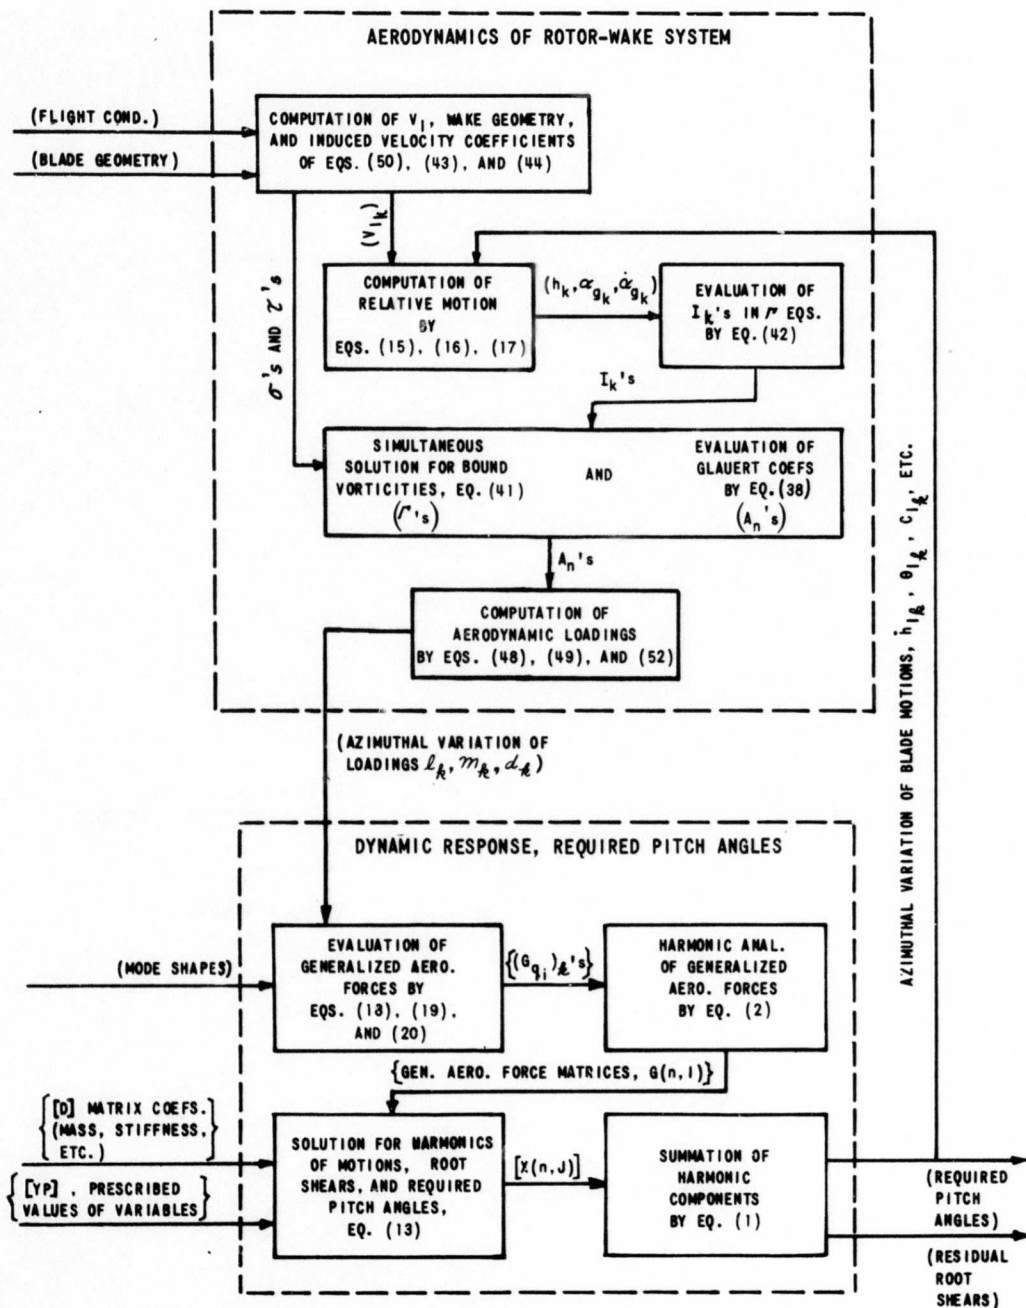 AERODYNAMICS OF ROTOR-WAKE SYSTEM
(FLIGHT COND.)
(BLADE GEOMETRY)
COMPUTATION OF V₁, WAKE GEOMETRY,
AND INDUCED VELOCITY COEFFICIENTS
OF EQS. (50), (43), AND (44)
(V₁ₖ)
σ's AND τ's
COMPUTATION OF
RELATIVE MOTION
BY
EQS. (15), (16), (17)
(hₖ, α_gₖ, α̇_gₖ)
EVALUATION OF
Iₖ's IN Γ EQS.
BY EQ. (42)
Iₖ's
SIMULTANEOUS
SOLUTION FOR BOUND
VORTICITIES, EQ. (41)
(Γ's)
AND
EVALUATION OF
GLAUERT COEFS
BY EQ. (38)
(Aₙ's)
Aₙ's
COMPUTATION OF
AERODYNAMIC LOADINGS
BY EQS. (48), (49), AND (52)
(AZIMUTHAL VARIATION OF
LOADINGS ℓₖ, mₖ, dₖ)
AZIMUTHAL VARIATION OF BLADE MOTIONS, ḣ₁ₖ, θ₁ₖ, C₁ₖ, ETC.
DYNAMIC RESPONSE, REQUIRED PITCH ANGLES
(MODE SHAPES)
EVALUATION OF
GENERALIZED AERO.
FORCES BY
EQS. (18), (19),
AND (20)
{(G_qᵢ)ₖ's}
HARMONIC ANAL.
OF GENERALIZED
AERO. FORCES
BY EQ. (2)
{GEN. AERO. FORCE MATRICES, G(n,I)}
{[D] MATRIX COEFS.
(MASS, STIFFNESS,
ETC.)}
{[YP], PRESCRIBED
VALUES OF VARIABLES}
SOLUTION FOR HARMONICS
OF MOTIONS, ROOT
SHEARS, AND REQUIRED
PITCH ANGLES,
EQ. (13)
[X(n,J)]
SUMMATION OF
HARMONIC
COMPONENTS
BY EQ. (1)
(REQUIRED
PITCH
ANGLES)
(RESIDUAL
ROOT
SHEARS)